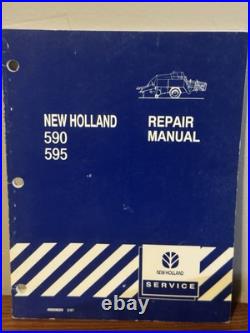 NEW HOLLAND
590
595
REPAIR
MANUAL
NEW HOLLAND
SERVICE